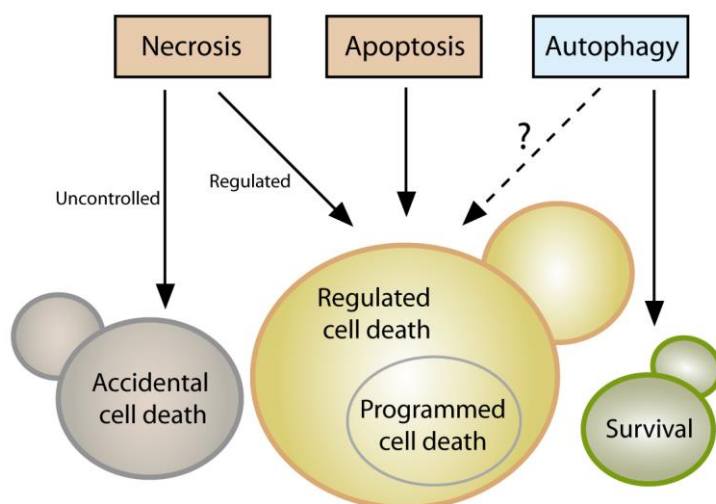 Necrosis
Apoptosis
Autophagy
?
Uncontrolled
Regulated
Regulated
cell death
Accidental
cell death
Programmed
cell death
Survival